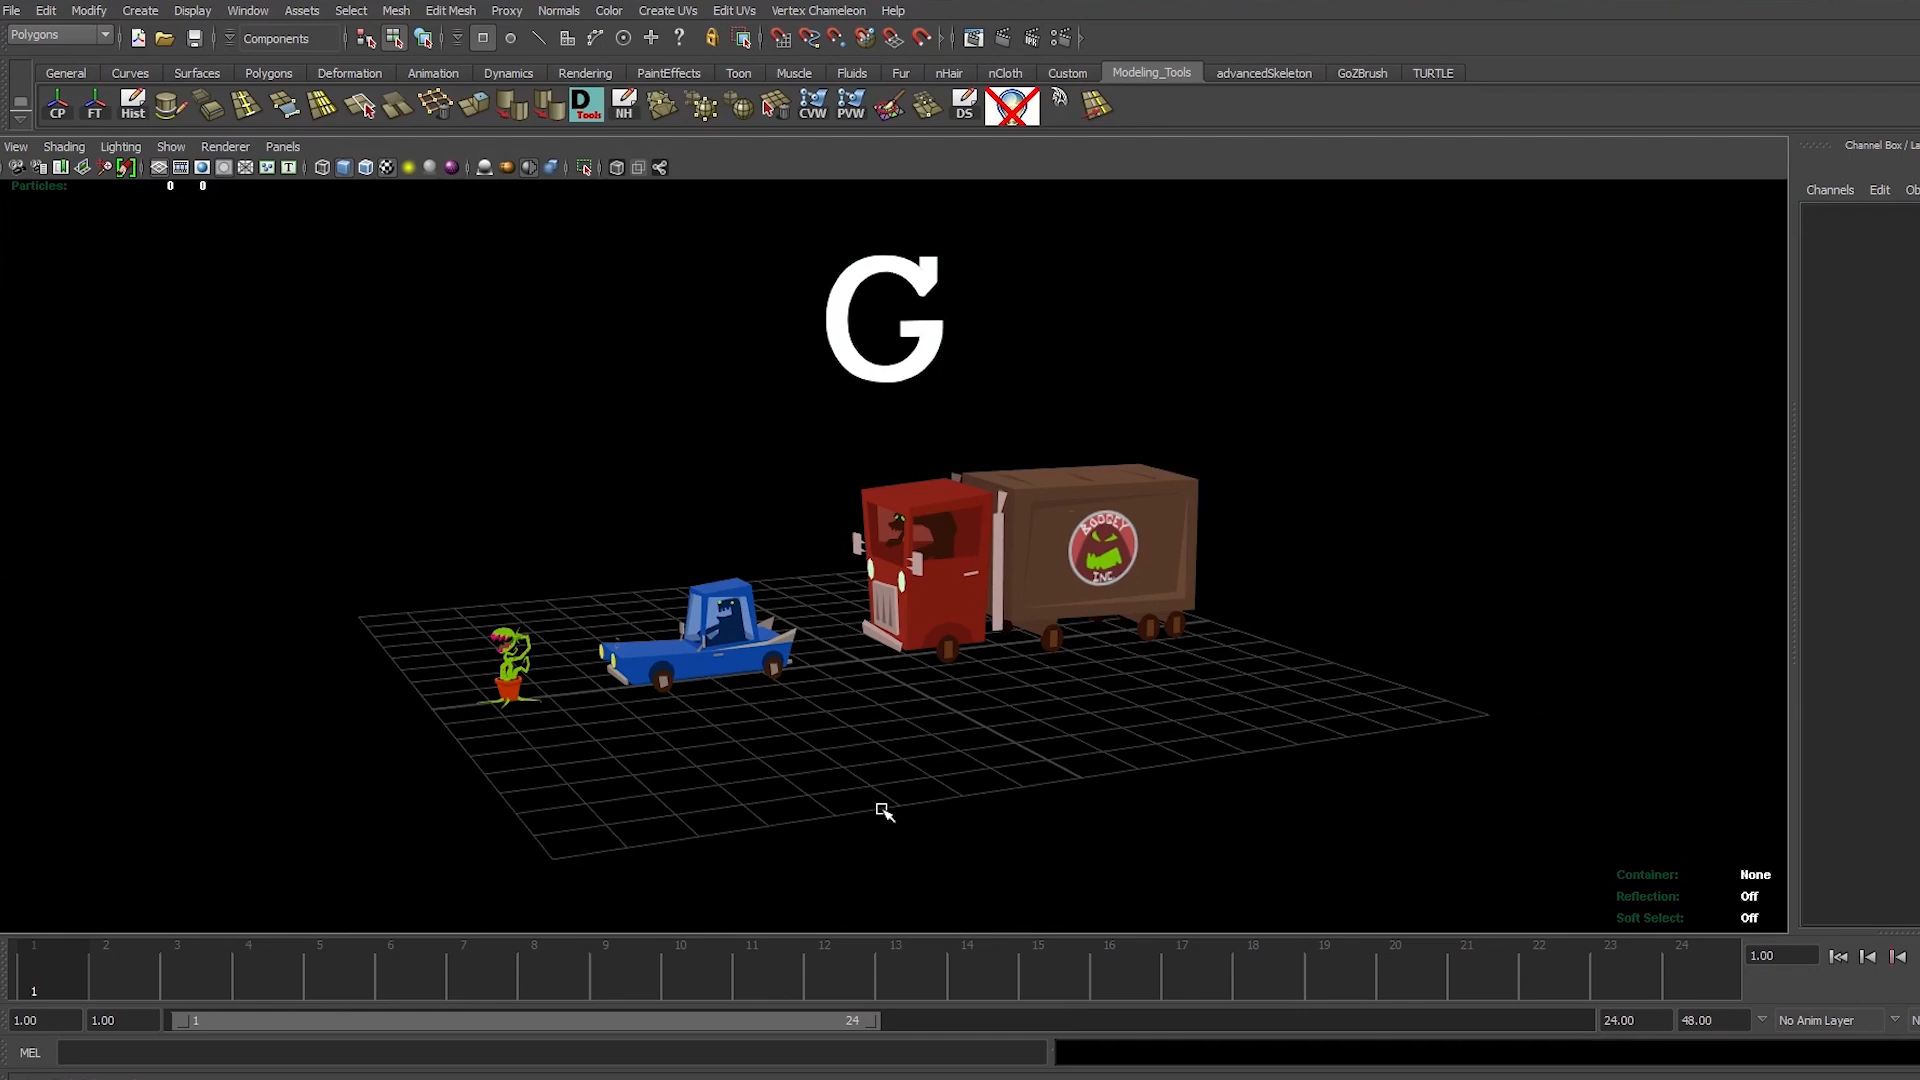 File Edit Modify Create Display Window Assets Select Mesh Edit Mesh Proxy Normals Color Create UVs Edit UVs Vertex Chameleon Help
Polygons Components
General Curves Surfaces Polygons Deformation Animation Dynamics Rendering PaintEffects Toon Muscle Fluids Fur nHair nCloth Custom Modeling_Tools advancedSkeleton GoZBrush TURTLE
CP FT Hist D Tools NH CVW PVW DS
View Shading Lighting Show Renderer Panels
Channel Box / La
Particles: 0 0
Channels Edit Ob
G
BOOGEY
INC.
Container: None
Reflection: Off
Soft Select: Off
1 2 3 4 5 6 7 8 9 10 11 12 13 14 15 16 17 18 19 20 21 22 23 24
1.00
1
1.00 1.00 1 24 24.00 48.00 No Anim Layer N
MEL